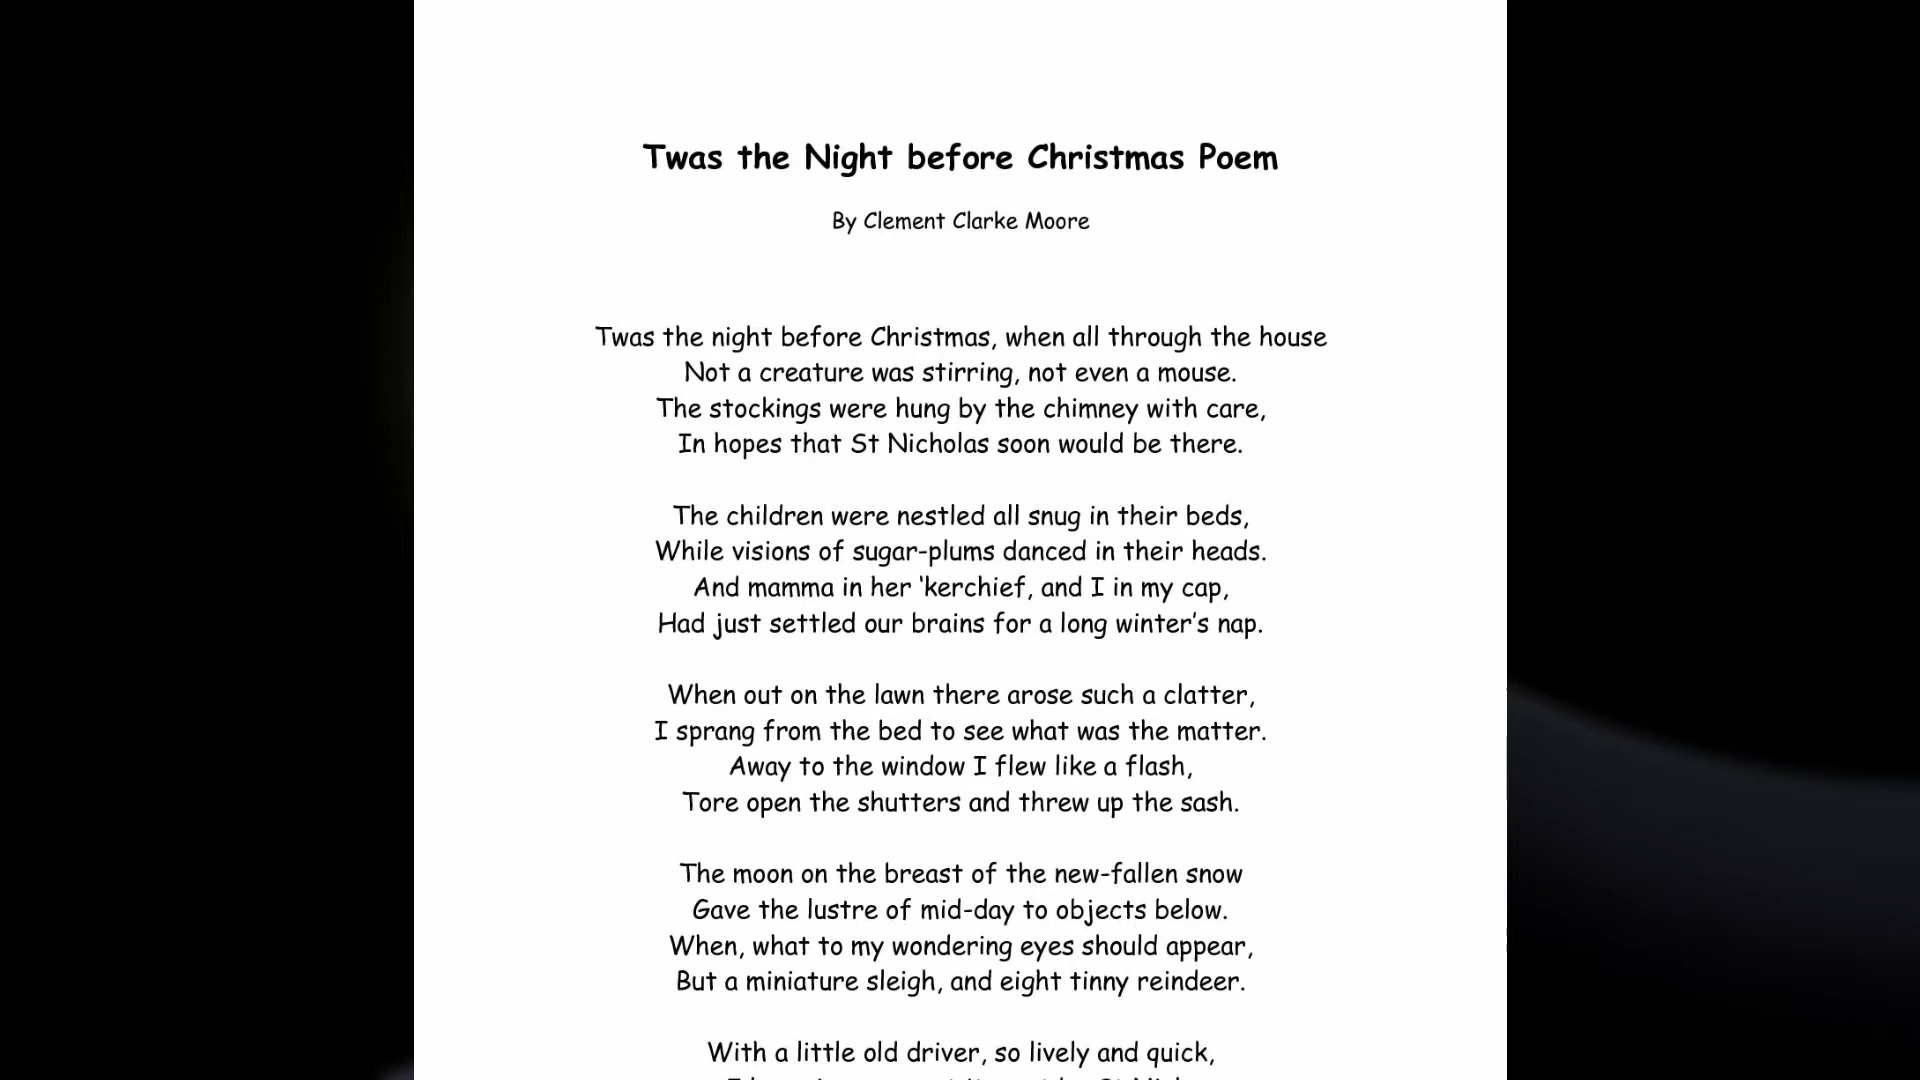 Twas the Night before Christmas Poem
By Clement Clarke Moore
Twas the night before Christmas, when all through the house
Not a creature was stirring, not even a mouse.
The stockings were hung by the chimney with care,
In hopes that St Nicholas soon would be there.
The children were nestled all snug in their beds,
While visions of sugar-plums danced in their heads.
And mamma in her ‘kerchief, and I in my cap,
Had just settled our brains for a long winter’s nap.
When out on the lawn there arose such a clatter,
I sprang from the bed to see what was the matter.
Away to the window I flew like a flash,
Tore open the shutters and threw up the sash.
The moon on the breast of the new-fallen snow
Gave the lustre of mid-day to objects below.
When, what to my wondering eyes should appear,
But a miniature sleigh, and eight tinny reindeer.
With a little old driver, so lively and quick,